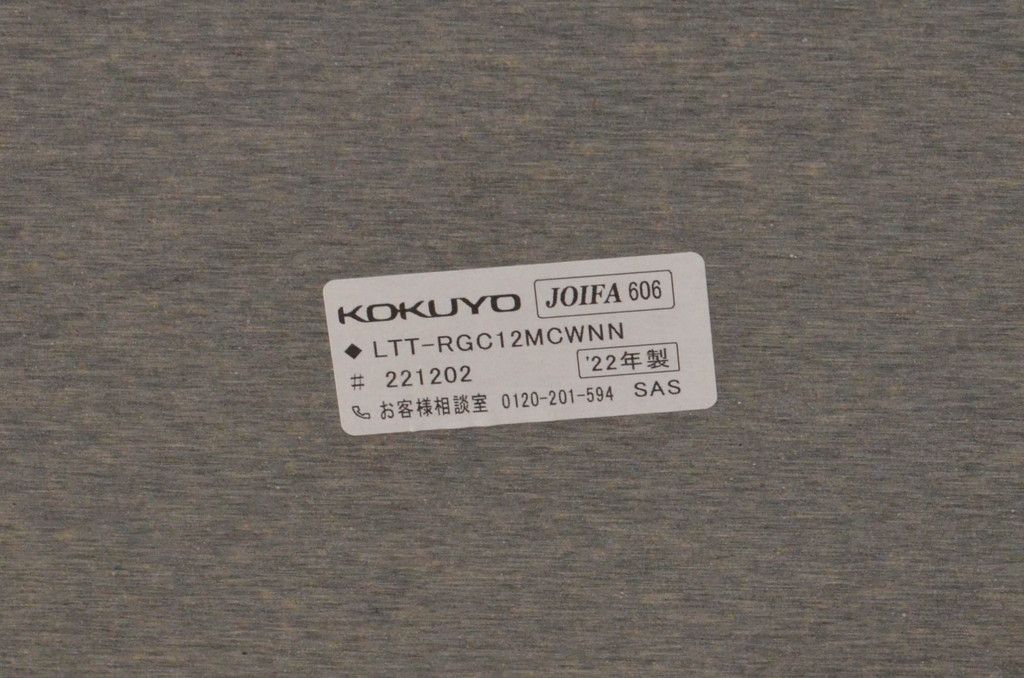 KOKUYO JOIFA 606
◆ LTT-RGC12MCWNN
# 221202 '22年製
お客様相談室 0120-201-594 SAS